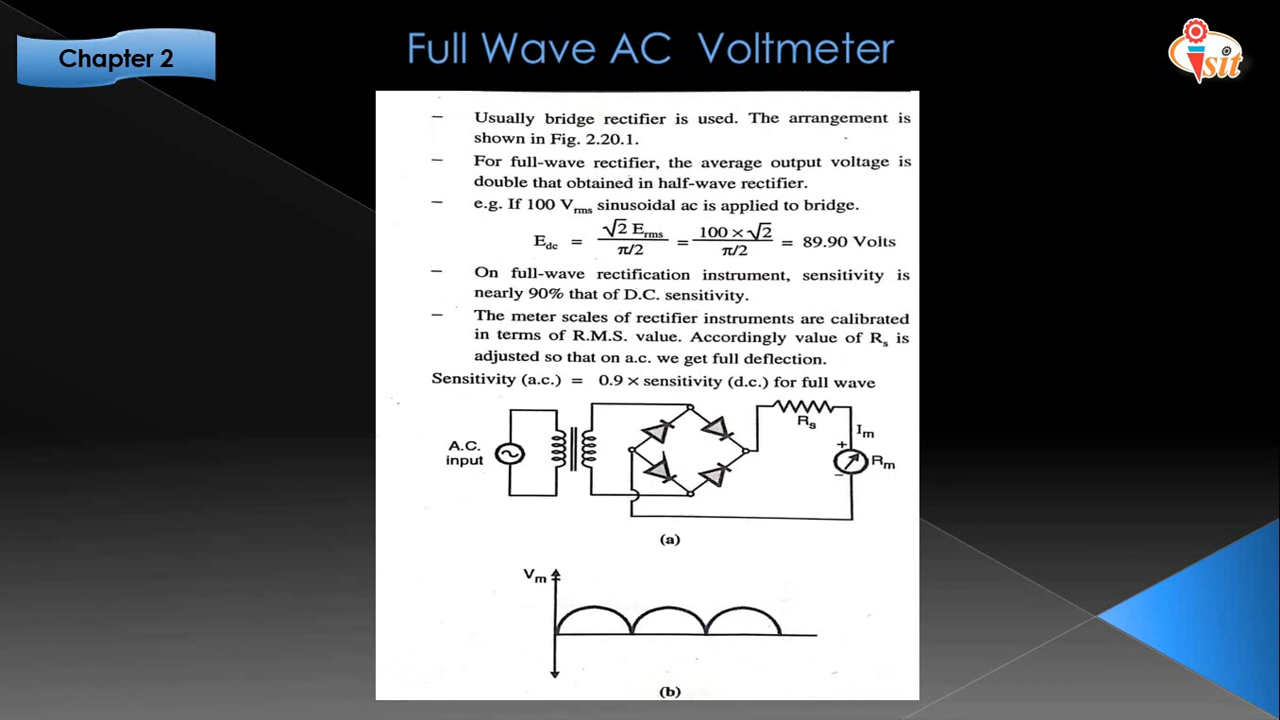 Chapter 2
Full Wave AC Voltmeter
sit
– Usually bridge rectifier is used. The arrangement is
shown in Fig. 2.20.1.
– For full-wave rectifier, the average output voltage is
double that obtained in half-wave rectifier.
– e.g. If 100 Vrms sinusoidal ac is applied to bridge.
Edc = √2 Erms / π/2 = 100 × √2 / π/2 = 89.90 Volts
– On full-wave rectification instrument, sensitivity is
nearly 90% that of D.C. sensitivity.
– The meter scales of rectifier instruments are calibrated
in terms of R.M.S. value. Accordingly value of Rs is
adjusted so that on a.c. we get full deflection.
Sensitivity (a.c.) = 0.9 × sensitivity (d.c.) for full wave
A.C.
input
Rs
Im
+
Rm
–
(a)
Vm
(b)